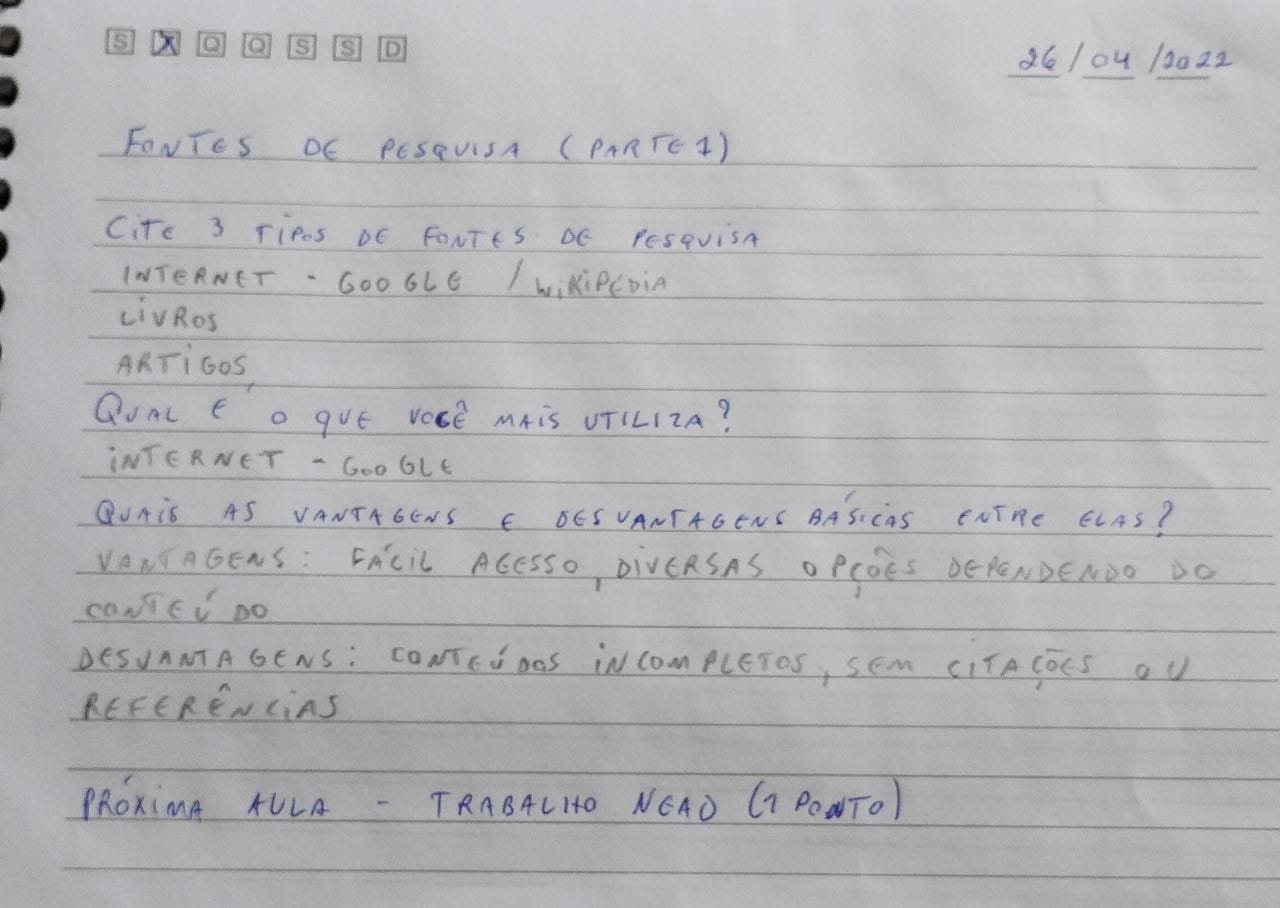 S X Q Q S S D
26/04/2022
FONTES DE PESQUISA (PARTE 1)
CITE 3 TIPOS DE FONTES DE PESQUISA
INTERNET - GOOGLE / WIKIPÉDIA
LIVROS
ARTIGOS
QUAL É O QUE VOCÊ MAIS UTILIZA?
INTERNET - GOOGLE
QUAIS AS VANTAGENS E DESVANTAGENS BÁSICAS ENTRE ELAS?
VANTAGENS: FÁCIL ACESSO, DIVERSAS OPÇÕES DEPENDENDO DO
CONTEÚDO
DESVANTAGENS: CONTEÚDOS INCOMPLETOS, SEM CITAÇÕES OU
REFERÊNCIAS
PRÓXIMA AULA - TRABALHO NEAD (1 PONTO)